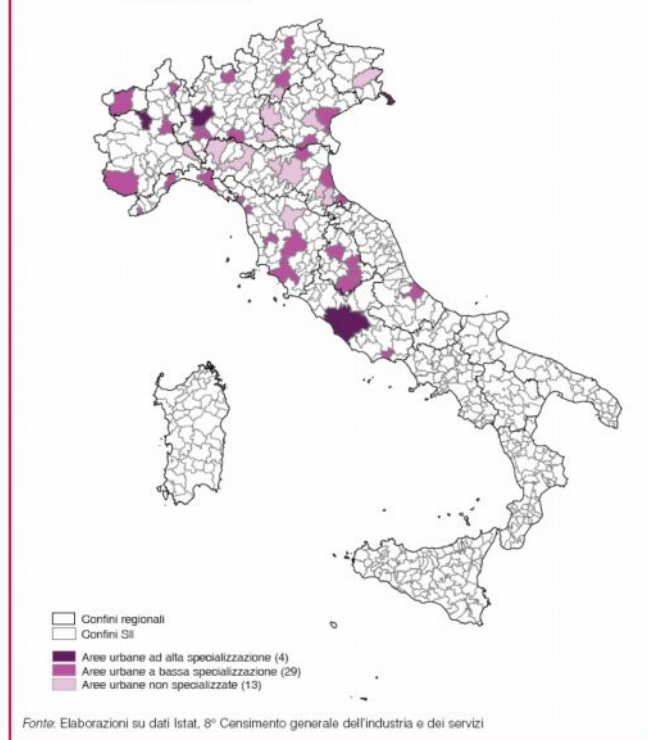 Confini regionali
Confini Sll
Aree urbane ad alta specializzazione (4)
Aree urbane a bassa specializzazione (29)
Aree urbane non specializzate (13)
Fonte: Elaborazioni su dati Istat, 8° Censimento generale dell'industria e dei servizi